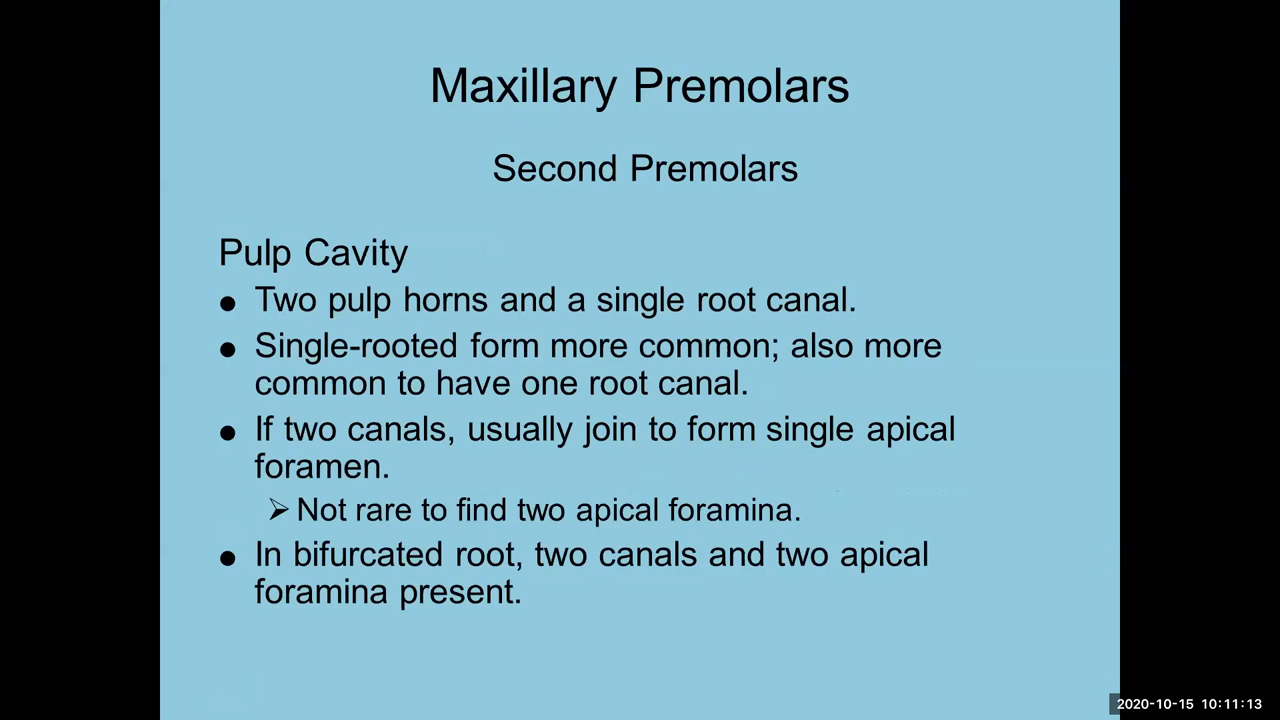 Maxillary Premolars
Second Premolars
Pulp Cavity
● Two pulp horns and a single root canal.
● Single-rooted form more common; also more
common to have one root canal.
● If two canals, usually join to form single apical
foramen.
➢ Not rare to find two apical foramina.
● In bifurcated root, two canals and two apical
foramina present.
2020-10-15 10:11:13